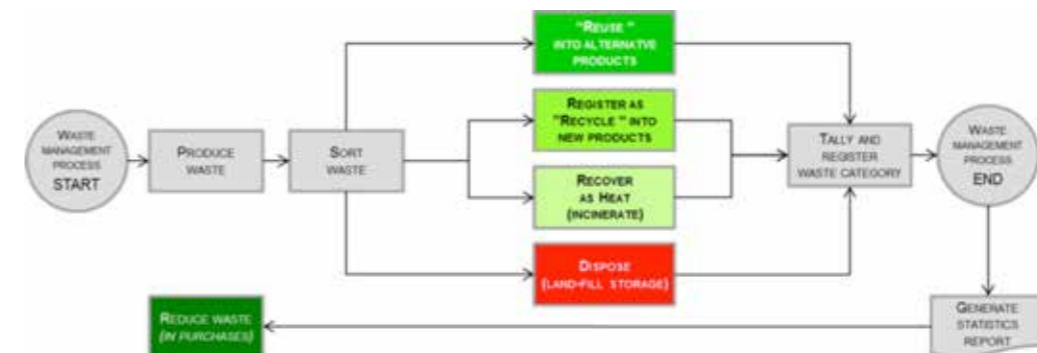 "REUSE"
INTO ALTERNATVE
PRODUCTS
REGISTER AS
"RECYCLE" INTO
NEW PRODUCTS
WASTE
MANAGEMENT
PROCESS
START
PRODUCE
WASTE
SORT
WASTE
TALLY AND
REGISTER
WASTE CATEGORY
WASTE
MANAGEMENT
PROCESS
END
RECOVER
AS HEAT
(INCINERATE)
DISPOSE
(LAND-FILL STORAGE)
REDUCE WASTE
(IN PURCHASES)
GENERATE
STATISTICS
REPORT